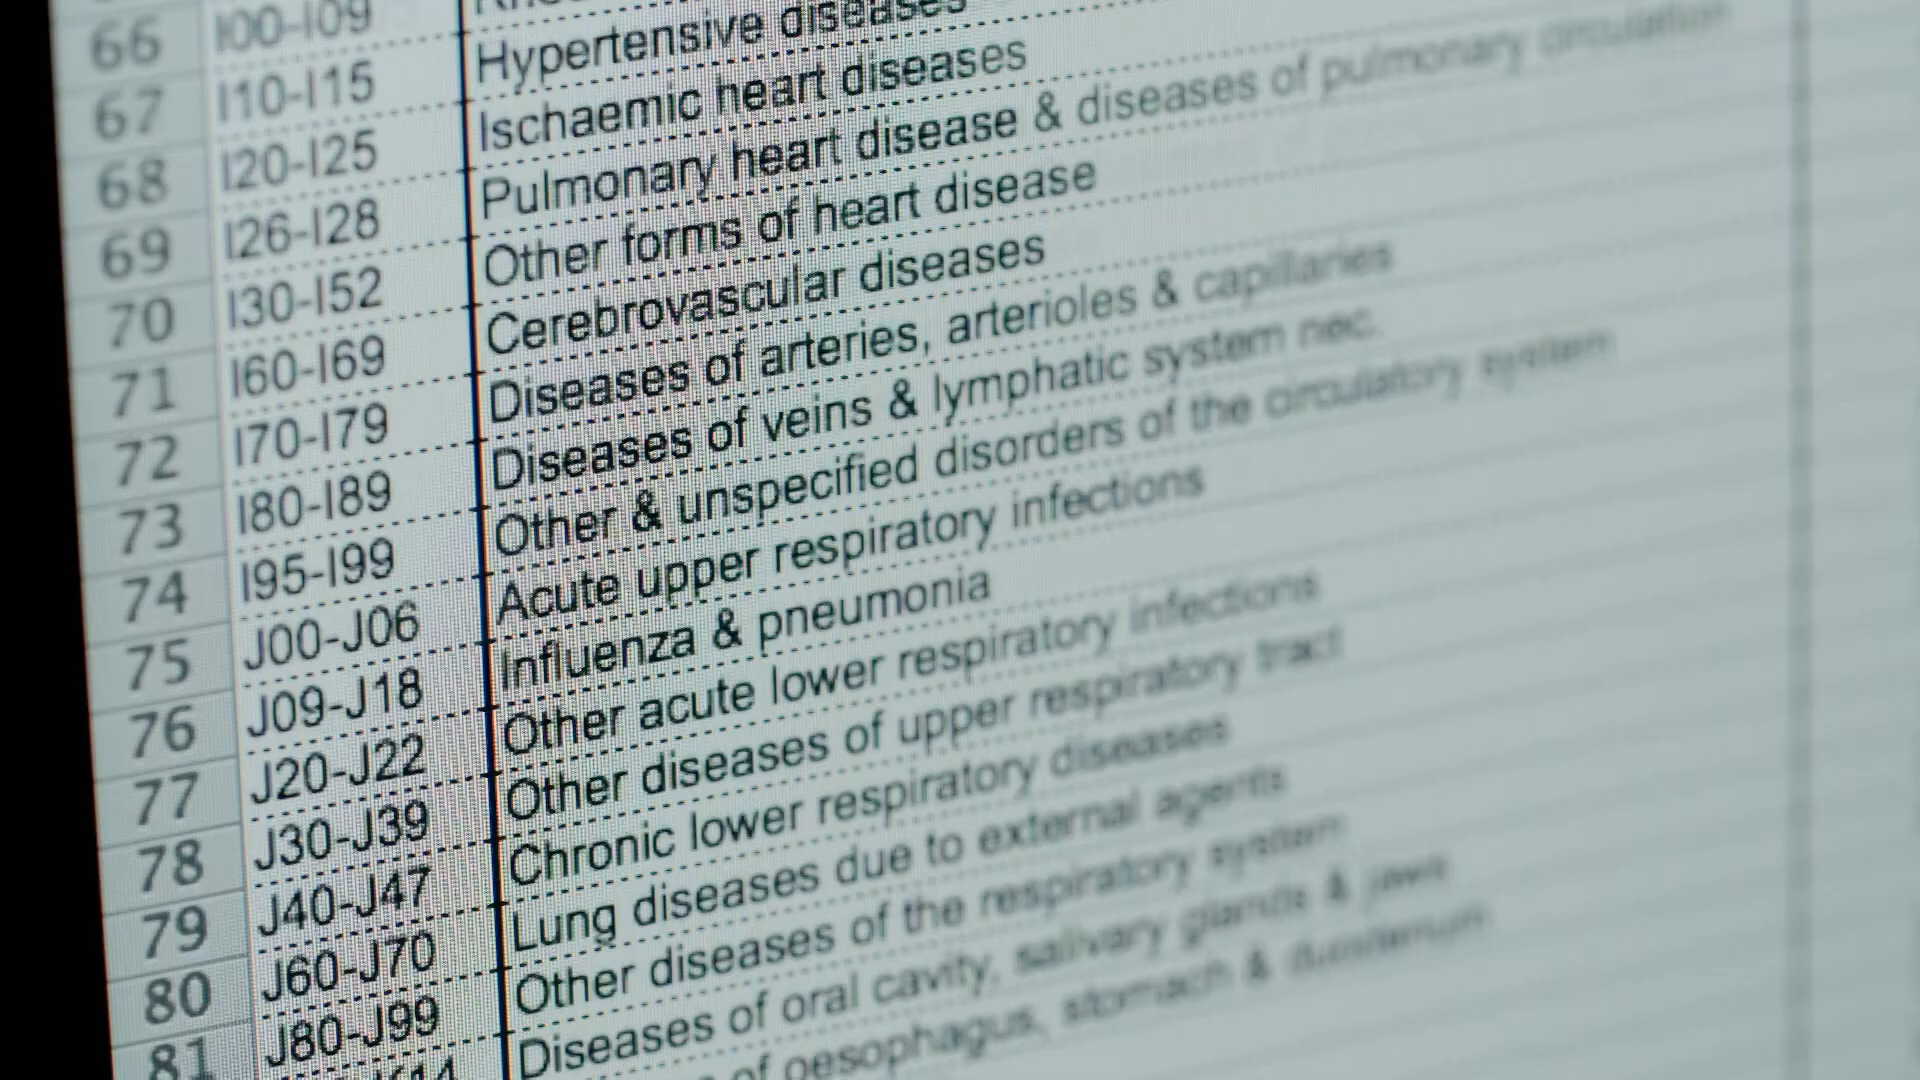 66 I00-I09
67 I10-I15 Hypertensive diseases
68 I20-I25 Ischaemic heart diseases
69 I26-I28 Pulmonary heart disease & diseases of pulmonary circulation
70 I30-I52 Other forms of heart disease
71 I60-I69 Cerebrovascular diseases
72 I70-I79 Diseases of arteries, arterioles & capillaries
73 I80-I89 Diseases of veins & lymphatic system nec.
74 I95-I99 Other & unspecified disorders of the circulatory system
75 J00-J06 Acute upper respiratory infections
76 J09-J18 Influenza & pneumonia
77 J20-J22 Other acute lower respiratory infections
78 J30-J39 Other diseases of upper respiratory tract
79 J40-J47 Chronic lower respiratory diseases
80 J60-J70 Lung diseases due to external agents
81 J80-J99 Other diseases of the respiratory system
Diseases of oral cavity, salivary glands & jaws
of oesophagus, stomach & duodenum